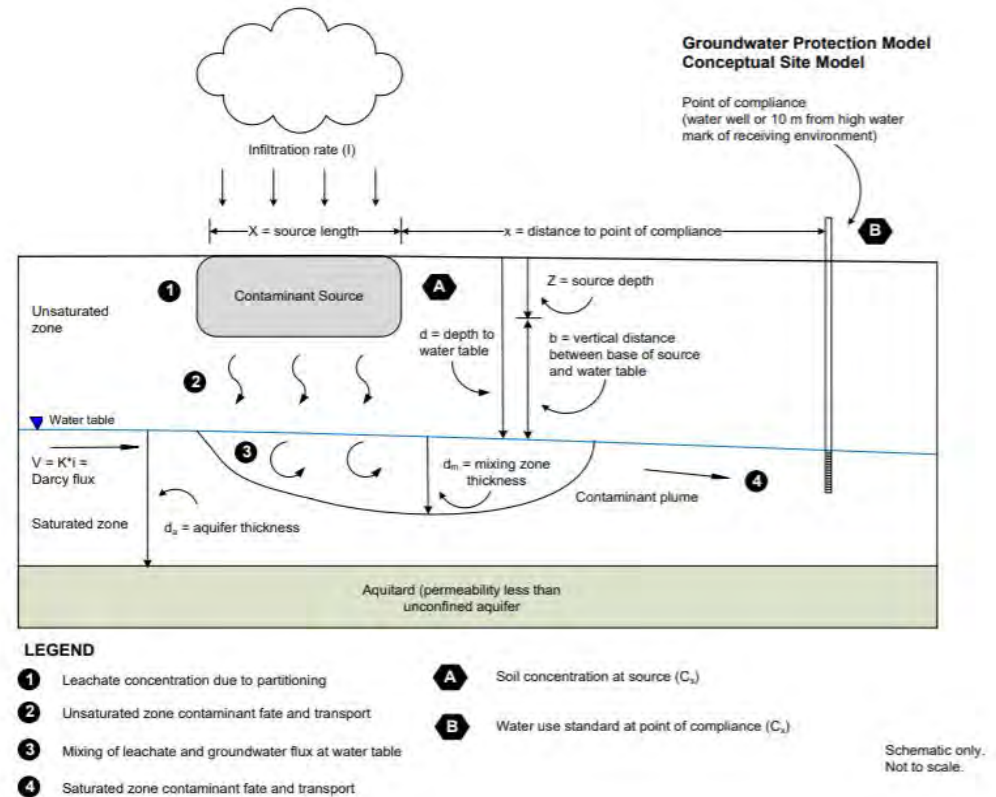 Groundwater Protection Model
Conceptual Site Model
Point of compliance
(water well or 10 m from high water
mark of receiving environment)
Infiltration rate (I)
X = source length
x = distance to point of compliance
B
1
Contaminant Source
A
Z = source depth
Unsaturated
zone
d = depth to
water table
b = vertical distance
between base of source
and water table
2
Water table
3
V = K*i =
Darcy flux
dₘ = mixing zone
thickness
4
Contaminant plume
Saturated zone
dₐ = aquifer thickness
Aquitard (permeability less than
unconfined aquifer
LEGEND
1 Leachate concentration due to partitioning
2 Unsaturated zone contaminant fate and transport
3 Mixing of leachate and groundwater flux at water table
4 Saturated zone contaminant fate and transport
A Soil concentration at source (Cₛ)
B Water use standard at point of compliance (Cₓ)
Schematic only.
Not to scale.